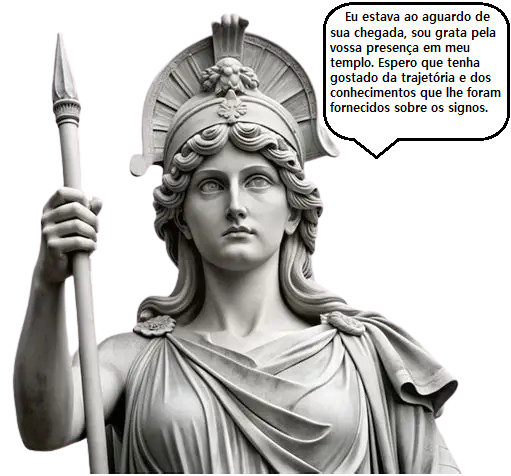 Eu estava ao aguardo de
sua chegada, sou grata pela
vossa presença em meu
templo. Espero que tenha
gostado da trajetória e dos
conhecimentos que lhe foram
fornecidos sobre os signos.